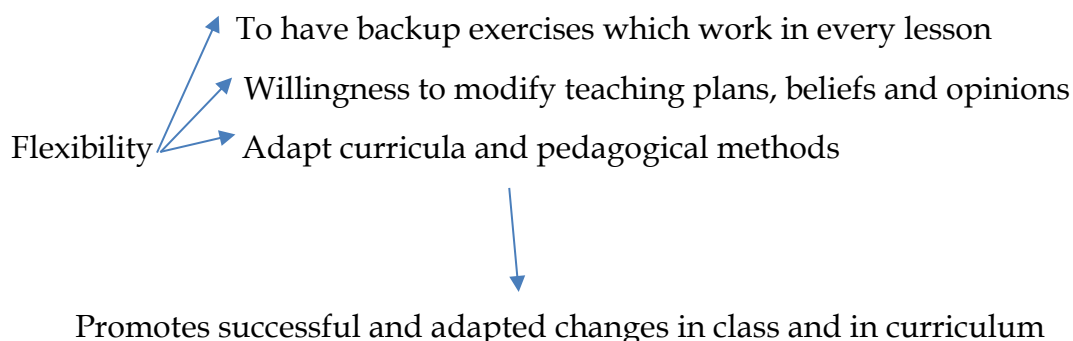 To have backup exercises which work in every lesson
Willingness to modify teaching plans, beliefs and opinions
Flexibility Adapt curricula and pedagogical methods
Promotes successful and adapted changes in class and in curriculum